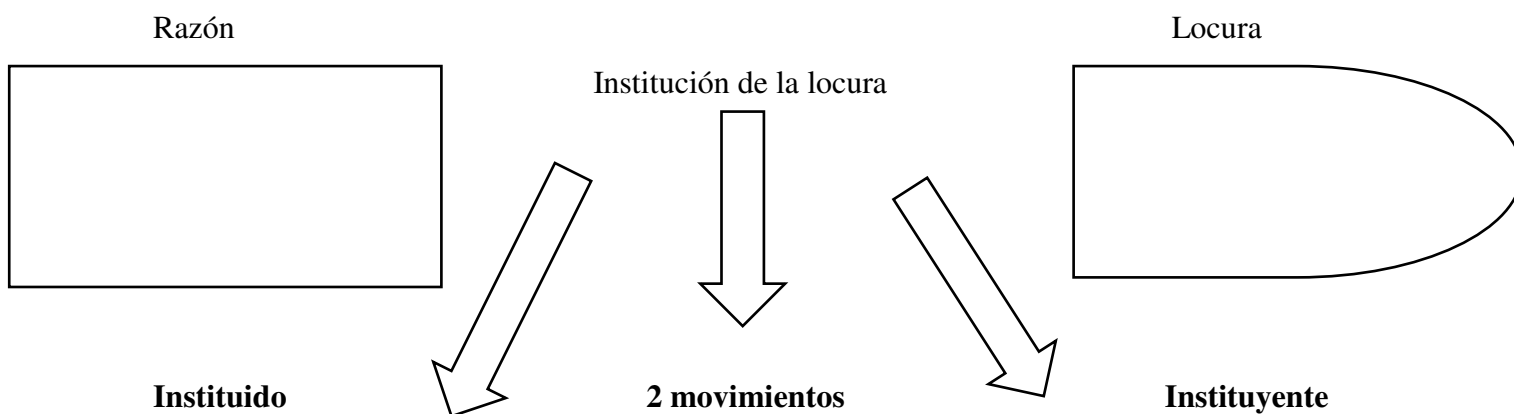 Razón
Locura
Institución de la locura
Instituido
2 movimientos
Instituyente